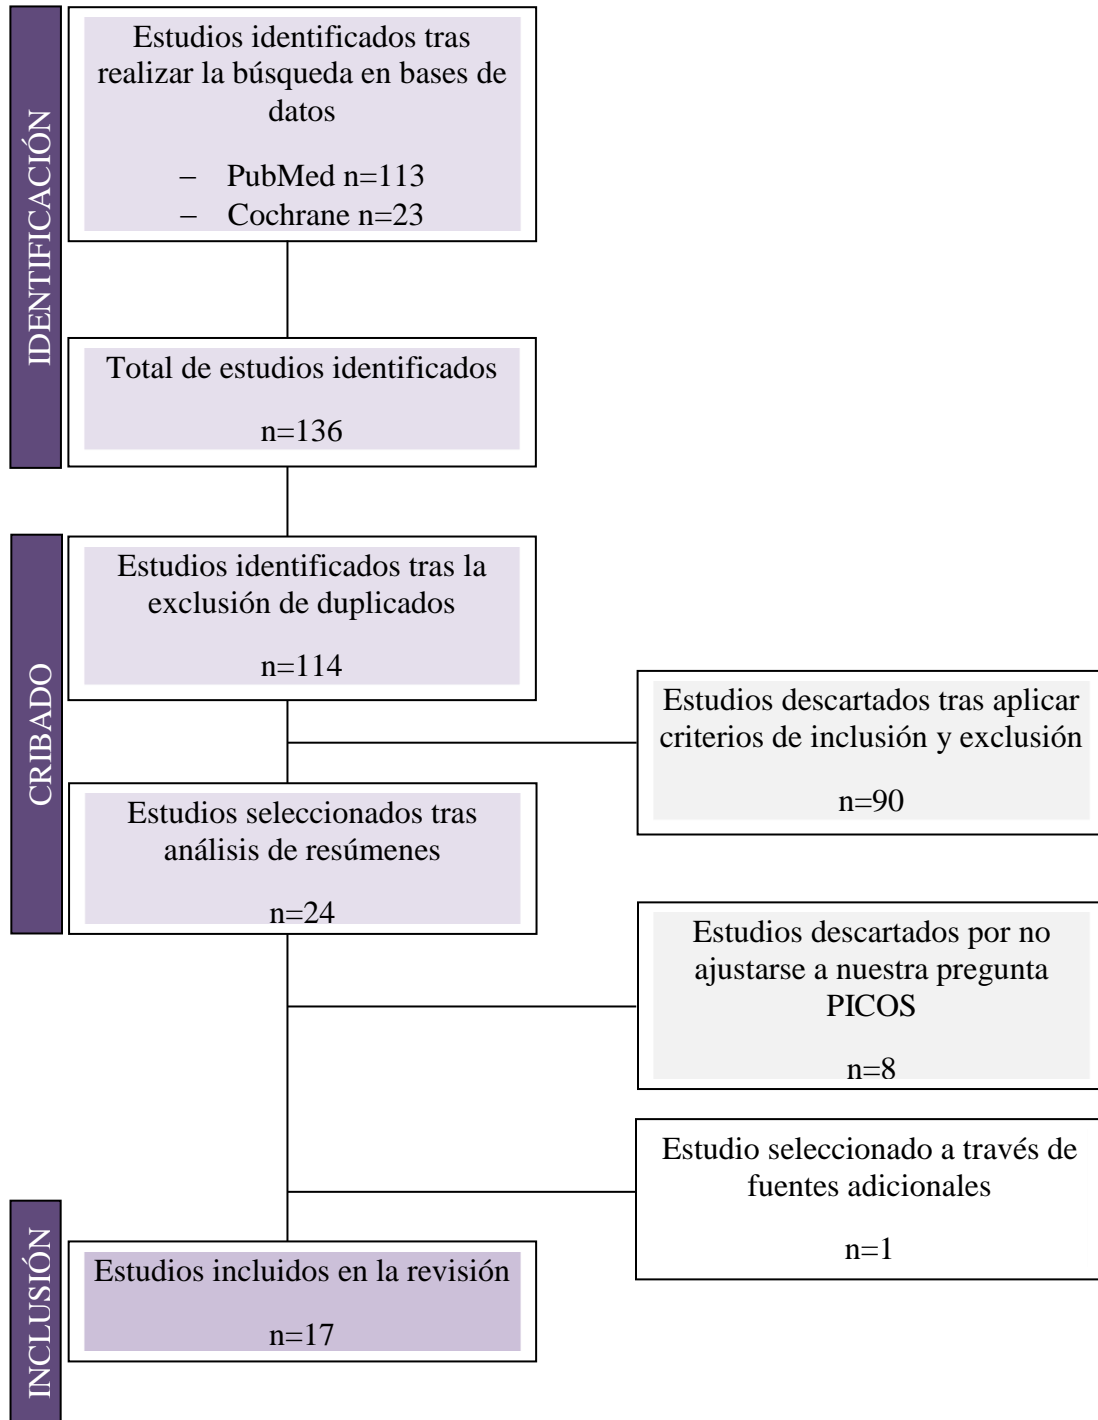 IDENTIFICACIÓN
Estudios identificados tras
realizar la búsqueda en bases de
datos
– PubMed n=113
– Cochrane n=23
Total de estudios identificados
n=136
CRIBADO
Estudios identificados tras la
exclusión de duplicados
n=114
Estudios descartados tras aplicar
criterios de inclusión y exclusión
n=90
Estudios seleccionados tras
análisis de resúmenes
n=24
Estudios descartados por no
ajustarse a nuestra pregunta
PICOS
n=8
Estudio seleccionado a través de
fuentes adicionales
n=1
INCLUSIÓN
Estudios incluidos en la revisión
n=17